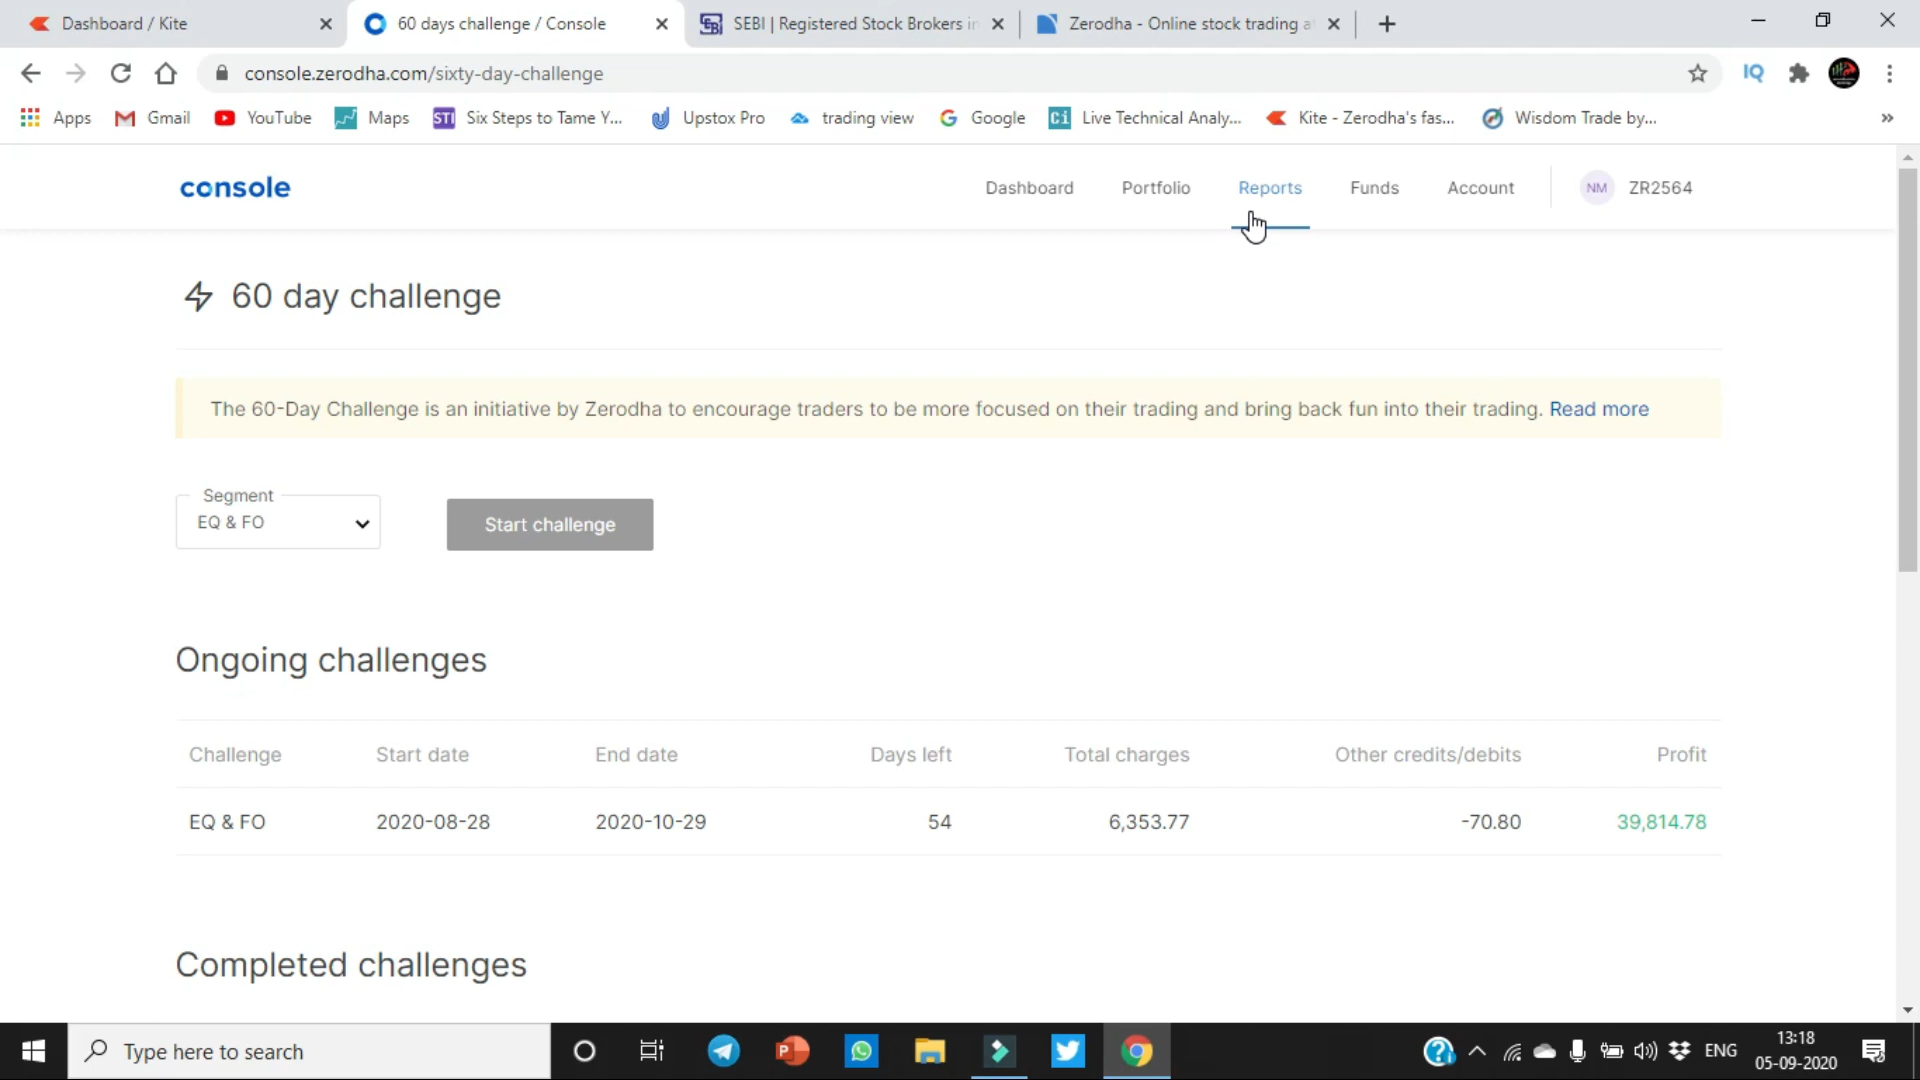 Dashboard / Kite
60 days challenge / Console
SEBI | Registered Stock Brokers in
Zerodha - Online stock trading at
console.zerodha.com/sixty-day-challenge
IQ
Apps
Gmail
YouTube
Maps
STI Six Steps to Tame Y...
Upstox Pro
trading view
Google
Ci Live Technical Analy...
Kite - Zerodha's fas...
Wisdom Trade by...
console
Dashboard
Portfolio
Reports
Funds
Account
NM ZR2564
60 day challenge
The 60-Day Challenge is an initiative by Zerodha to encourage traders to be more focused on their trading and bring back fun into their trading. Read more
Segment
EQ & FO
Start challenge
Ongoing challenges
Challenge Start date End date Days left Total charges Other credits/debits Profit
EQ & FO 2020-08-28 2020-10-29 54 6,353.77 -70.80 39,814.78
Completed challenges
Type here to search
ENG
13:18
05-09-2020